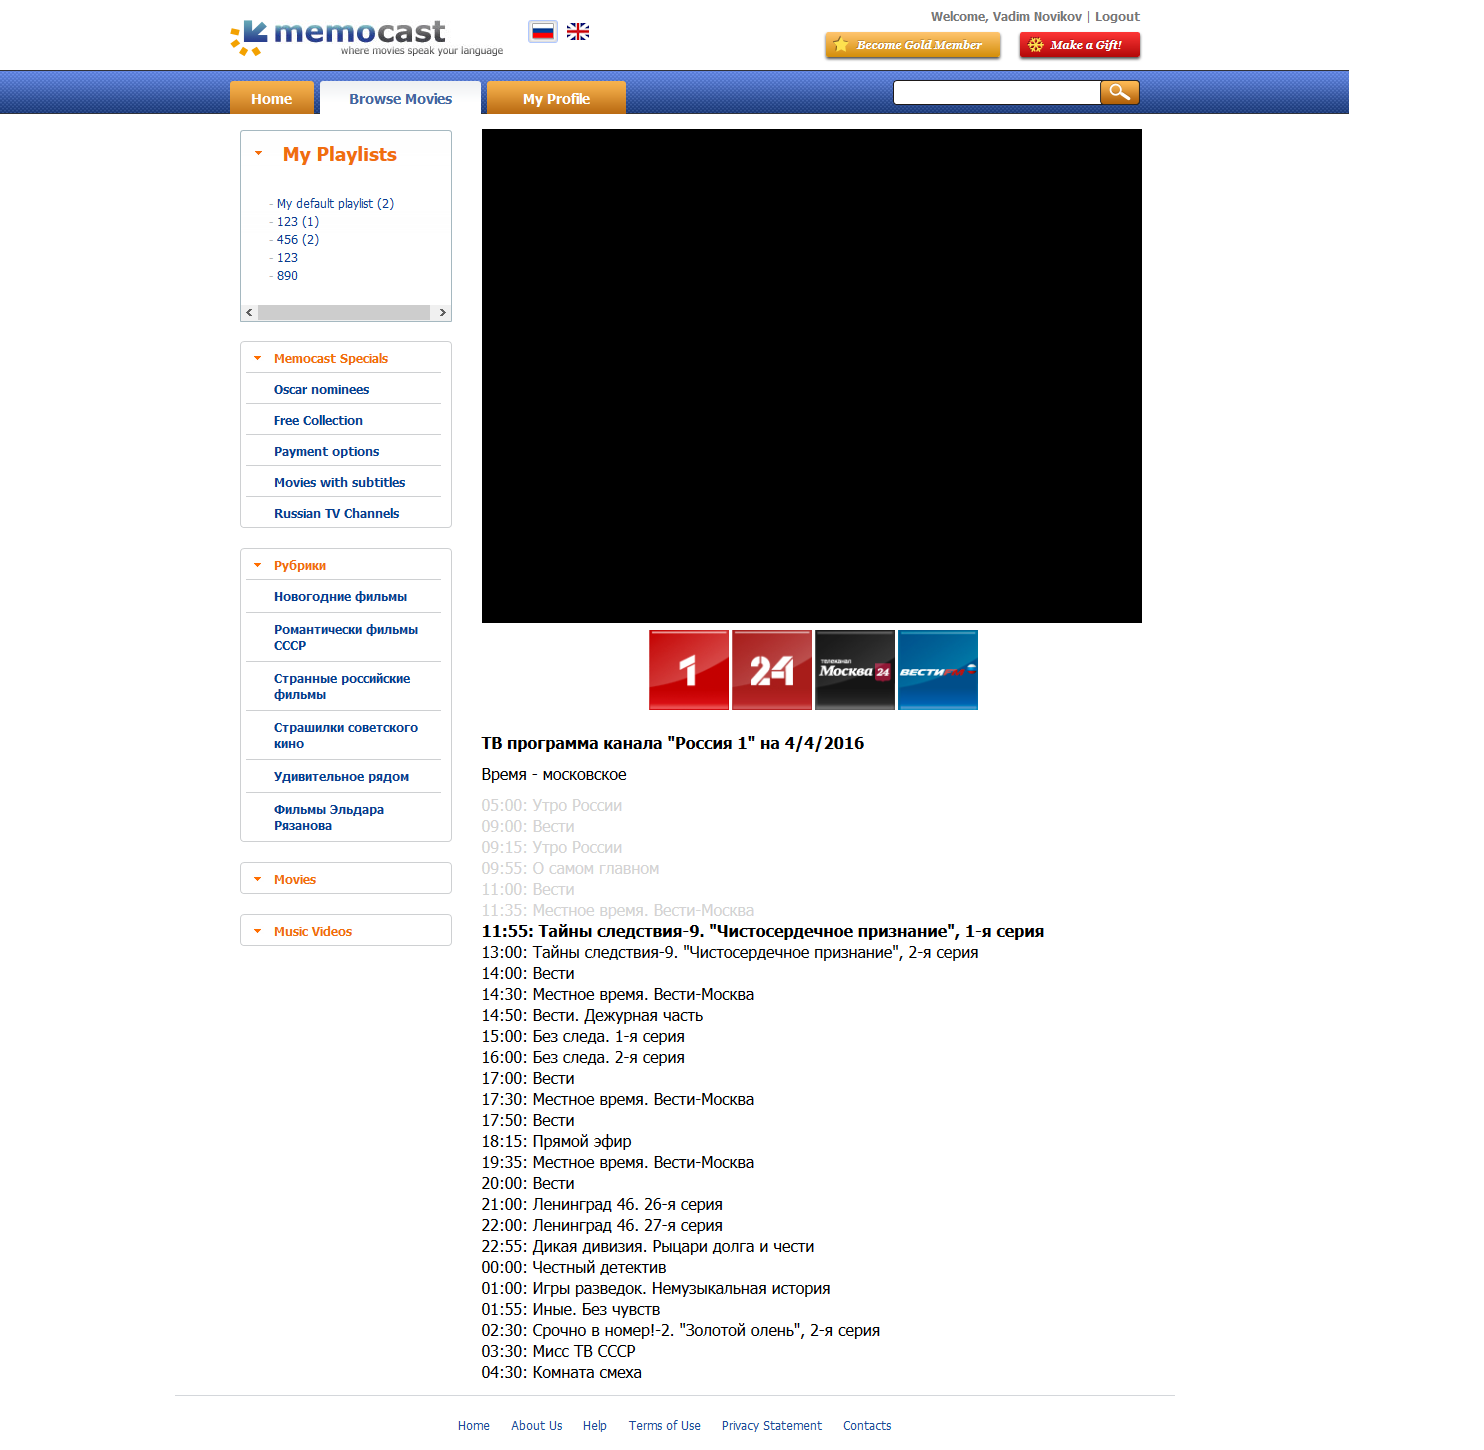 memocast
where movies speak your language
Welcome, Vadim Novikov | Logout
Become Gold Member
Make a Gift!
Home
Browse Movies
My Profile
My Playlists
- My default playlist (2)
- 123 (1)
- 456 (2)
- 123
- 890
Memocast Specials
Oscar nominees
Free Collection
Payment options
Movies with subtitles
Russian TV Channels
Рубрики
Новогодние фильмы
Романтически фильмы
СССР
Странные российские
фильмы
Страшилки советского
кино
Удивительное рядом
Фильмы Эльдара
Рязанова
Movies
Music Videos
1
24
телеканал
Москва 24
ВЕСТИ FM
ТВ программа канала "Россия 1" на 4/4/2016
Время - московское
05:00: Утро России
09:00: Вести
09:15: Утро России
09:55: О самом главном
11:00: Вести
11:35: Местное время. Вести-Москва
11:55: Тайны следствия-9. "Чистосердечное признание", 1-я серия
13:00: Тайны следствия-9. "Чистосердечное признание", 2-я серия
14:00: Вести
14:30: Местное время. Вести-Москва
14:50: Вести. Дежурная часть
15:00: Без следа. 1-я серия
16:00: Без следа. 2-я серия
17:00: Вести
17:30: Местное время. Вести-Москва
17:50: Вести
18:15: Прямой эфир
19:35: Местное время. Вести-Москва
20:00: Вести
21:00: Ленинград 46. 26-я серия
22:00: Ленинград 46. 27-я серия
22:55: Дикая дивизия. Рыцари долга и чести
00:00: Честный детектив
01:00: Игры разведок. Немузыкальная история
01:55: Иные. Без чувств
02:30: Срочно в номер!-2. "Золотой олень", 2-я серия
03:30: Мисс ТВ СССР
04:30: Комната смеха
Home About Us Help Terms of Use Privacy Statement Contacts